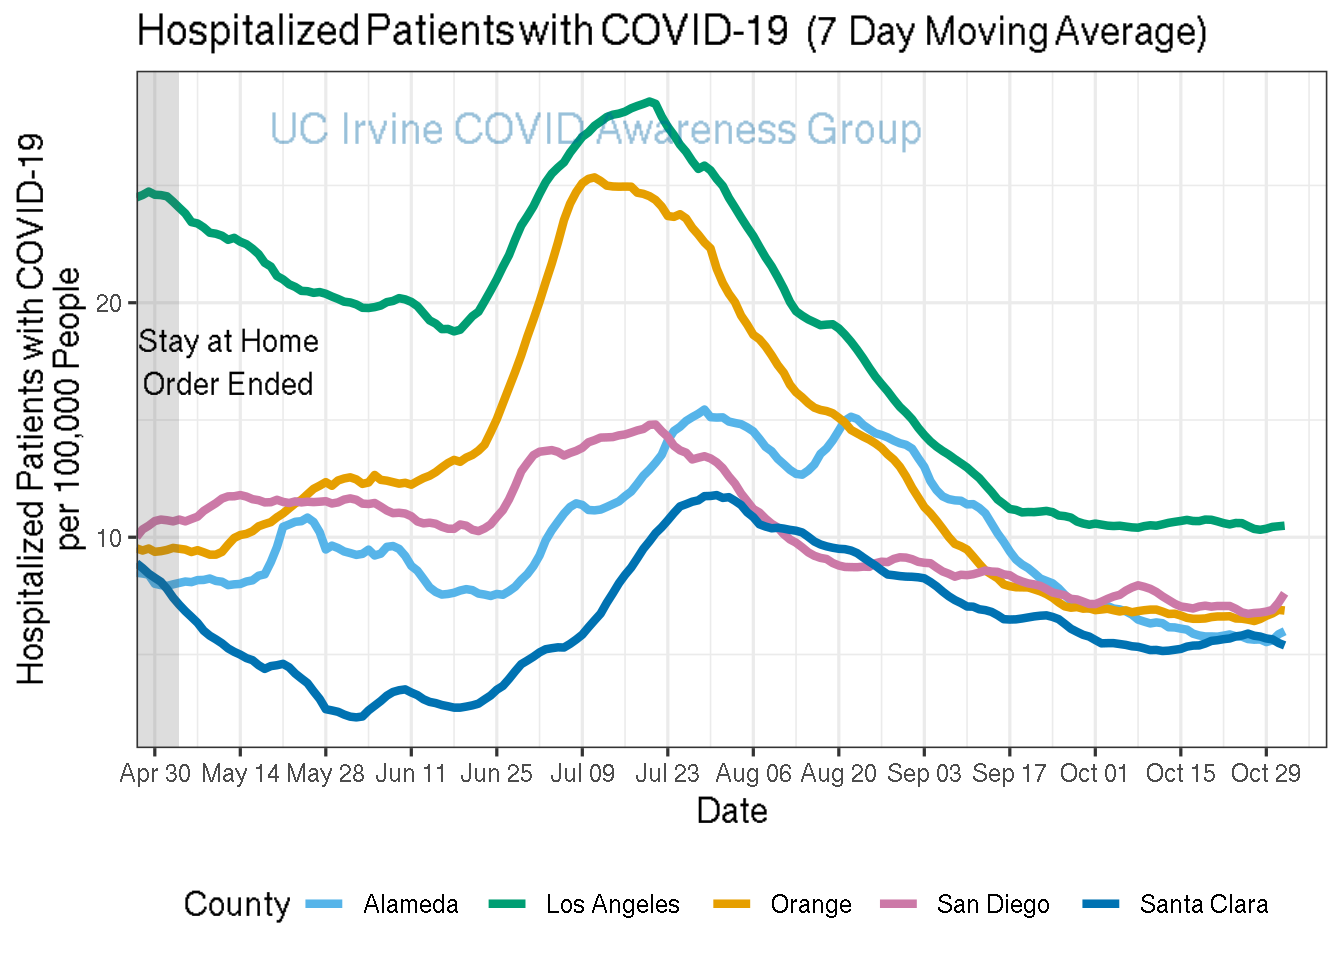 Hospitalized Patients with COVID-19 (7 Day Moving Average)
UC Irvine COVID Awareness Group
Hospitalized Patients with COVID-19
per 100,000 People
20
10
Stay at Home
Order Ended
Apr 30 May 14 May 28 Jun 11 Jun 25 Jul 09 Jul 23 Aug 06 Aug 20 Sep 03 Sep 17 Oct 01 Oct 15 Oct 29
Date
County Alameda Los Angeles Orange San Diego Santa Clara